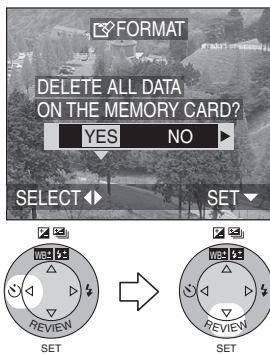 FORMAT
DELETE ALL DATA
ON THE MEMORY CARD?
YES NO
SELECT SET
WB± WB±
REVIEW REVIEW
SET SET